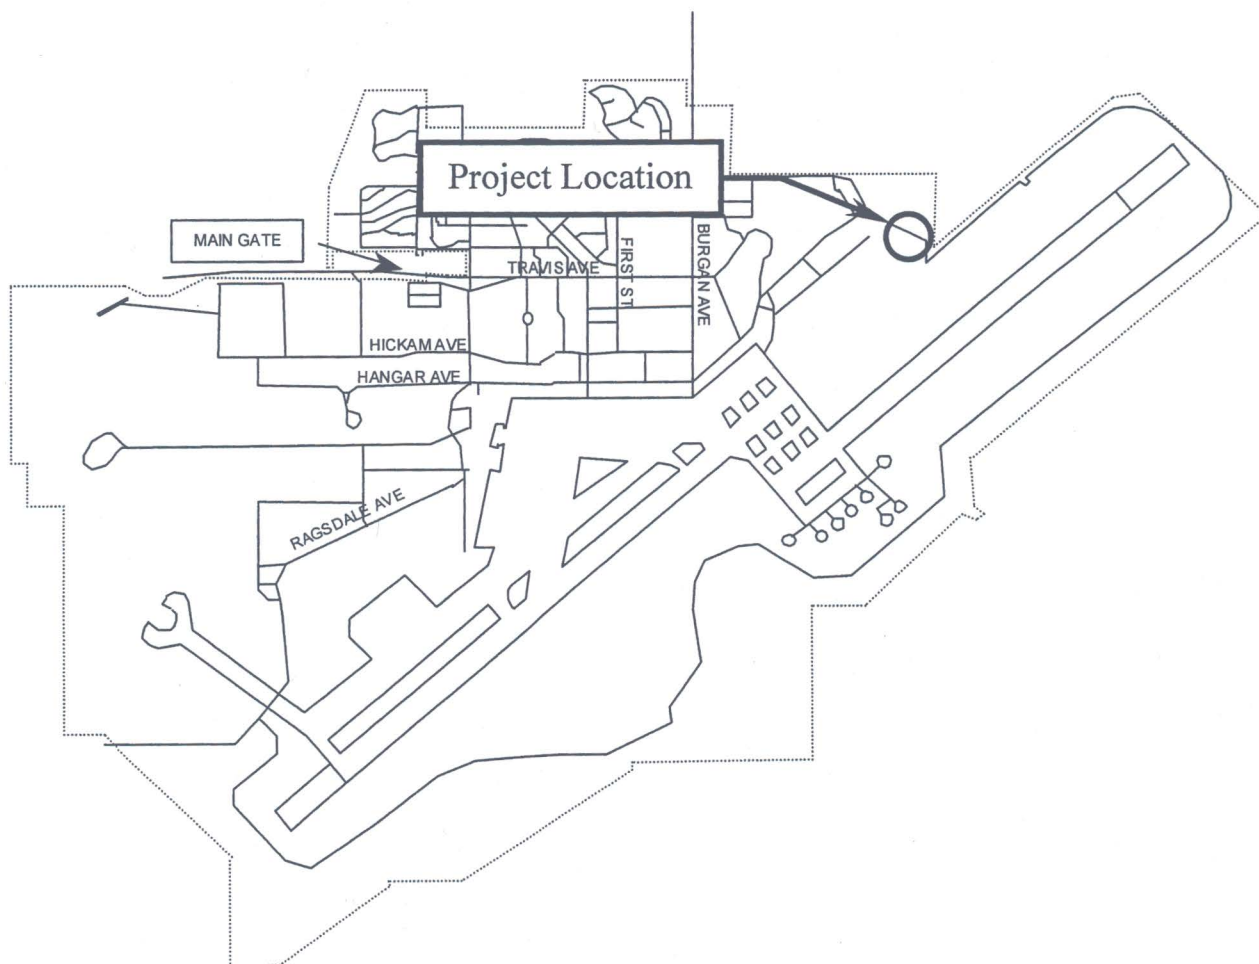 Project Location
MAIN GATE
TRAVIS AVE
FIRST ST
BURGAN AVE
HICKAM AVE
HANGAR AVE
RAGSDALE AVE